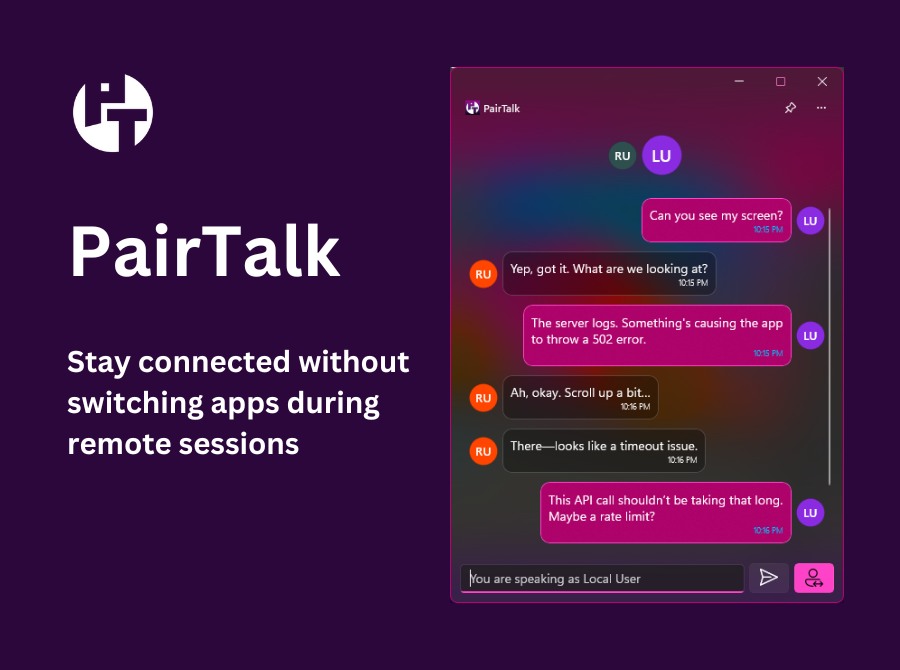 PairTalk
Stay connected without
switching apps during
remote sessions
PairTalk
RU
LU
Can you see my screen?
10:15 PM
LU
RU
Yep, got it. What are we looking at?
10:15 PM
The server logs. Something's causing the app
to throw a 502 error.
10:15 PM
LU
RU
Ah, okay. Scroll up a bit...
10:16 PM
RU
There—looks like a timeout issue.
10:16 PM
This API call shouldn't be taking that long.
Maybe a rate limit?
10:16 PM
LU
You are speaking as Local User